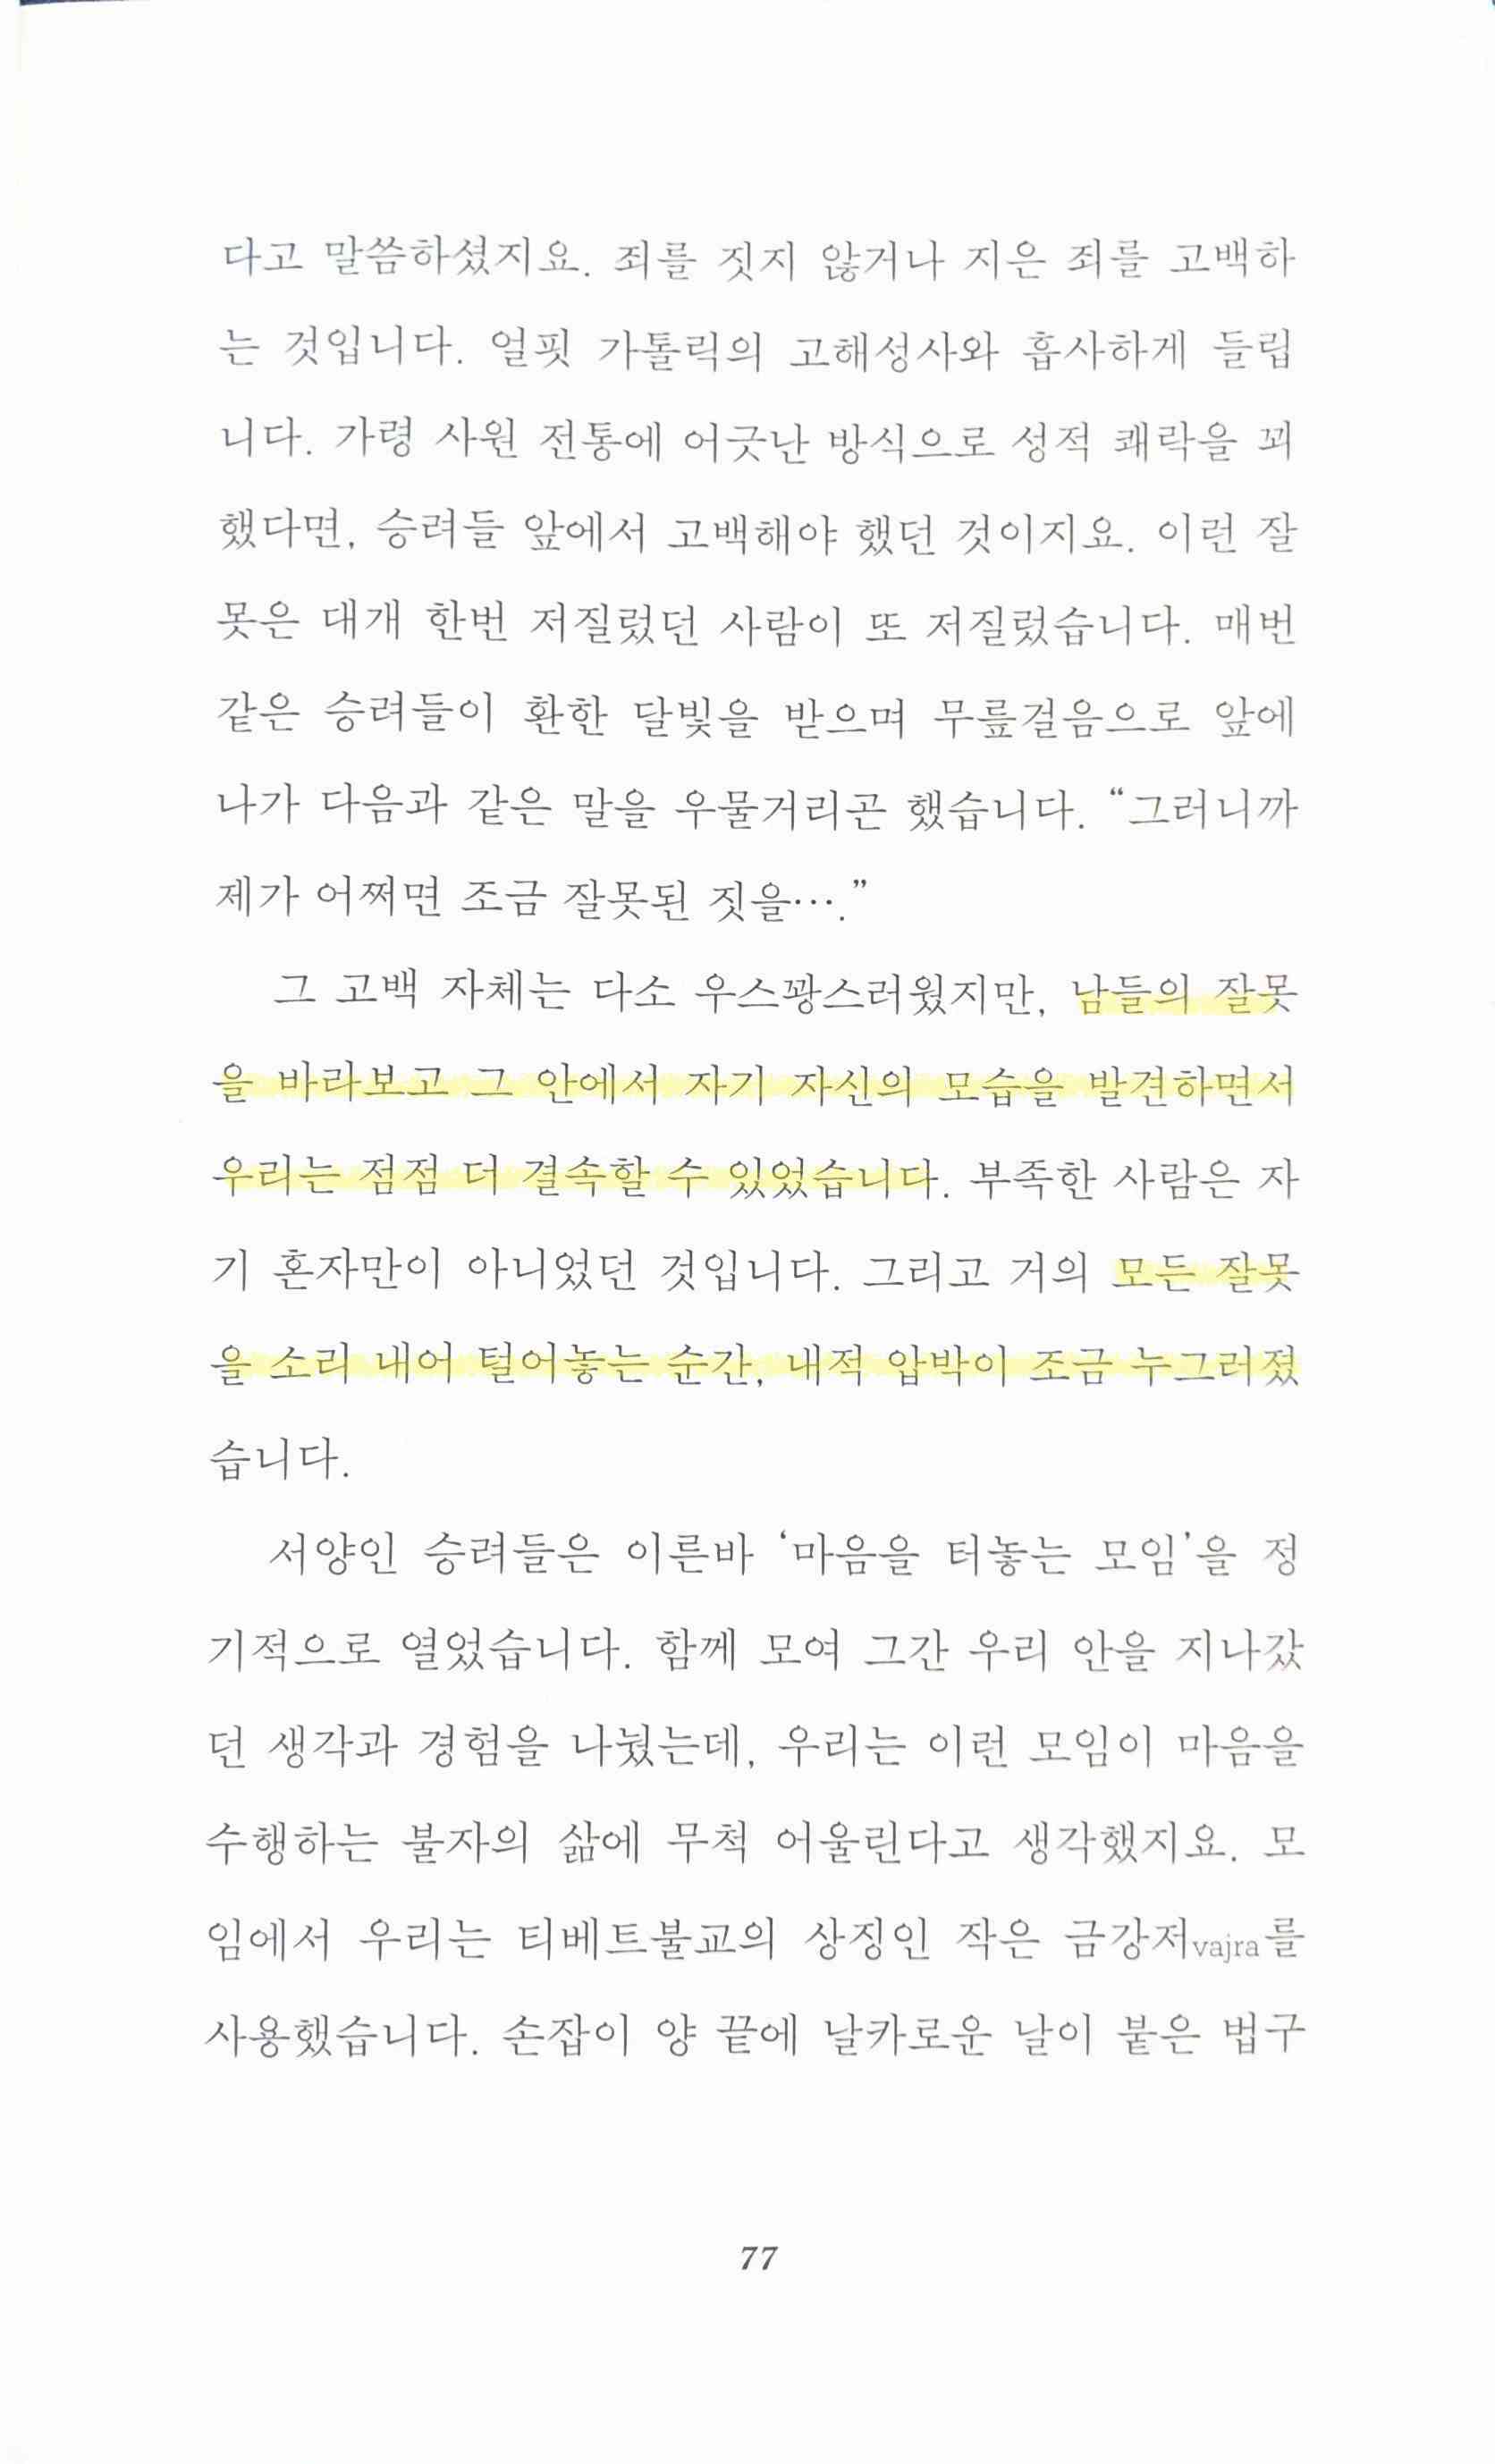 다고 말씀하셨지요. 죄를 짓지 않거나 지은 죄를 고백하
는 것입니다. 얼핏 가톨릭의 고해성사와 흡사하게 들립
니다. 가령 사원 전통에 어긋난 방식으로 성적 쾌락을 꾀
했다면, 승려들 앞에서 고백해야 했던 것이지요. 이런 잘
못은 대개 한번 저질렀던 사람이 또 저질렀습니다. 매번
같은 승려들이 환한 달빛을 받으며 무릎걸음으로 앞에
나가 다음과 같은 말을 우물거리곤 했습니다. “그러니까
제가 어쩌면 조금 잘못된 짓을….”
그 고백 자체는 다소 우스꽝스러웠지만, 남들의 잘못
을 바라보고 그 안에서 자기 자신의 모습을 발견하면서
우리는 점점 더 결속할 수 있었습니다. 부족한 사람은 자
기 혼자만이 아니었던 것입니다. 그리고 거의 모든 잘못
을 소리 내어 털어놓는 순간, 내적 압박이 조금 누그러졌
습니다.
서양인 승려들은 이른바 ‘마음을 터놓는 모임’을 정
기적으로 열었습니다. 함께 모여 그간 우리 안을 지나갔
던 생각과 경험을 나눴는데, 우리는 이런 모임이 마음을
수행하는 불자의 삶에 무척 어울린다고 생각했지요. 모
임에서 우리는 티베트불교의 상징인 작은 금강저vajra를
사용했습니다. 손잡이 양 끝에 날카로운 날이 붙은 법구
77